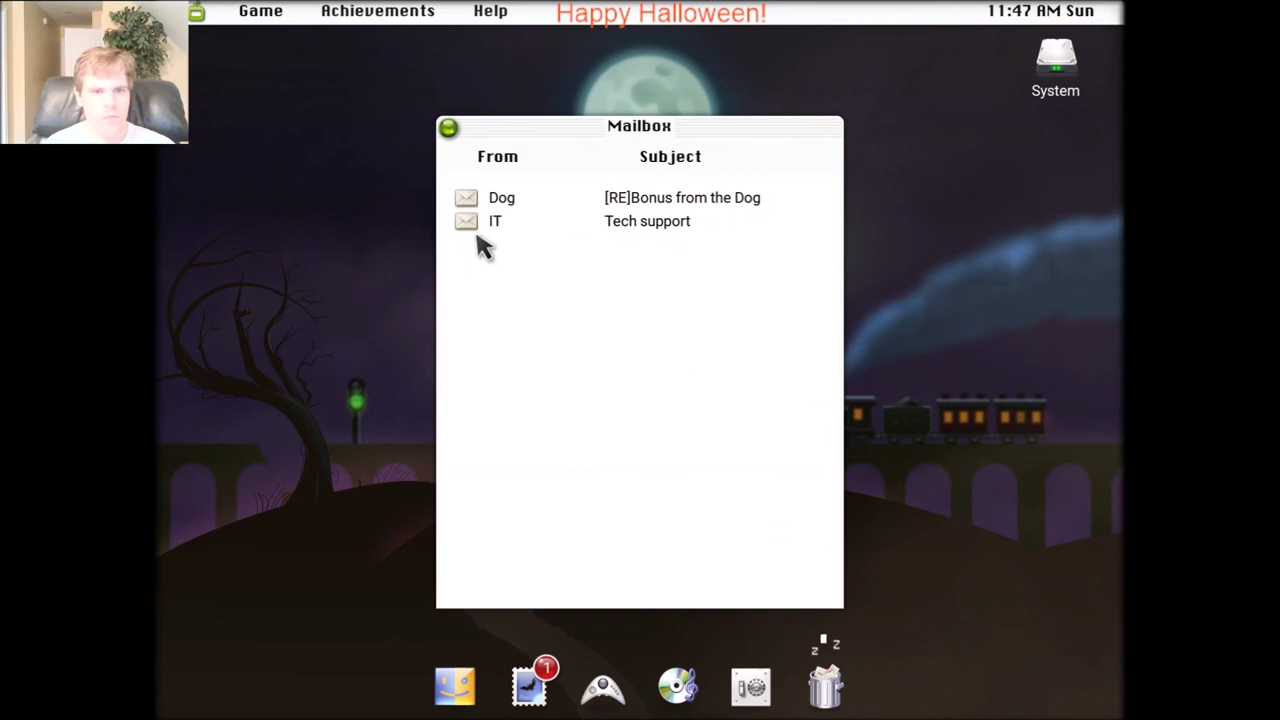 Game Achievements Help Happy Halloween! 11:47 AM Sun
System
Mailbox
From Subject
Dog [RE]Bonus from the Dog
IT Tech support
1
z z